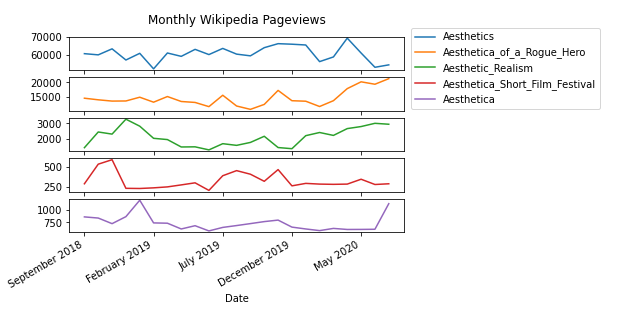 Monthly Wikipedia Pageviews
70000
60000
20000
15000
3000
2000
500
250
1000
750
September 2018
February 2019
July 2019
December 2019
May 2020
Date
Aesthetics
Aesthetica_of_a_Rogue_Hero
Aesthetic_Realism
Aesthetica_Short_Film_Festival
Aesthetica